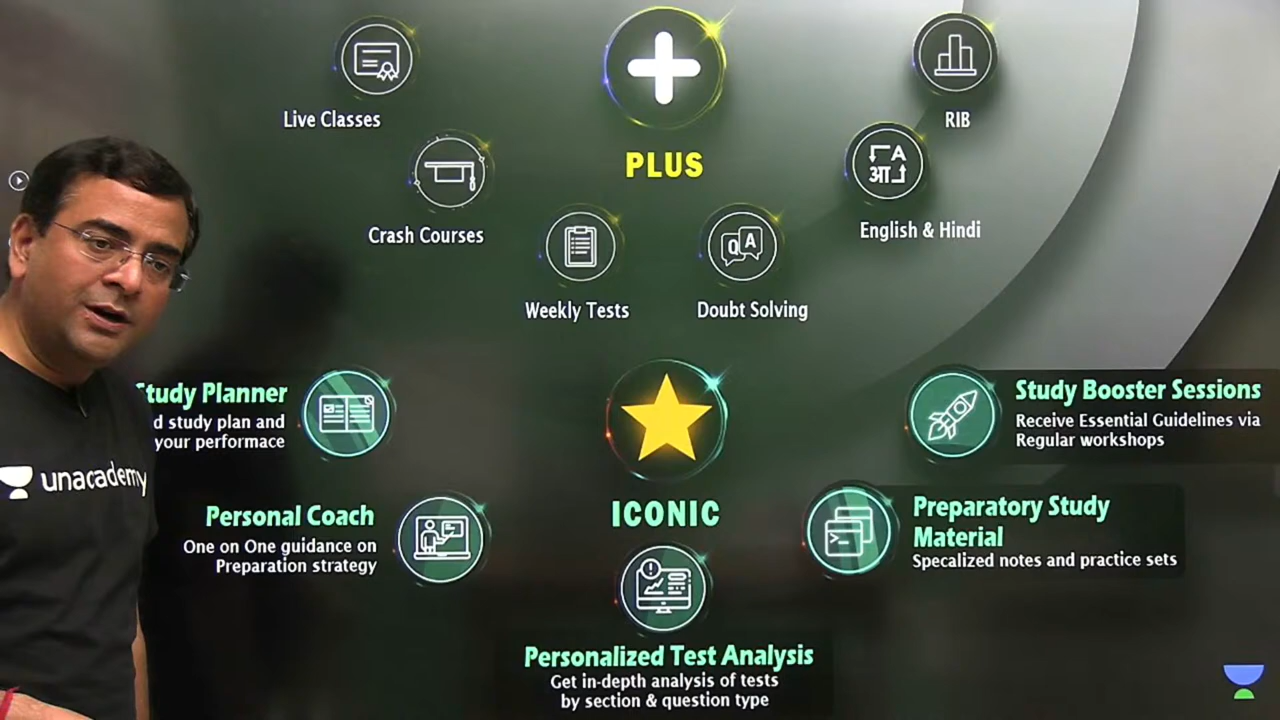 Live Classes
PLUS
RIB
Crash Courses
A
आ
English & Hindi
Q A
Weekly Tests
Doubt Solving
Study Planner
d study plan and
your performace
Study Booster Sessions
Receive Essential Guidelines via
Regular workshops
unacademy
Personal Coach
One on One guidance on
Preparation strategy
ICONIC
Preparatory Study
Material
Specalized notes and practice sets
Personalized Test Analysis
Get in-depth analysis of tests
by section & question type